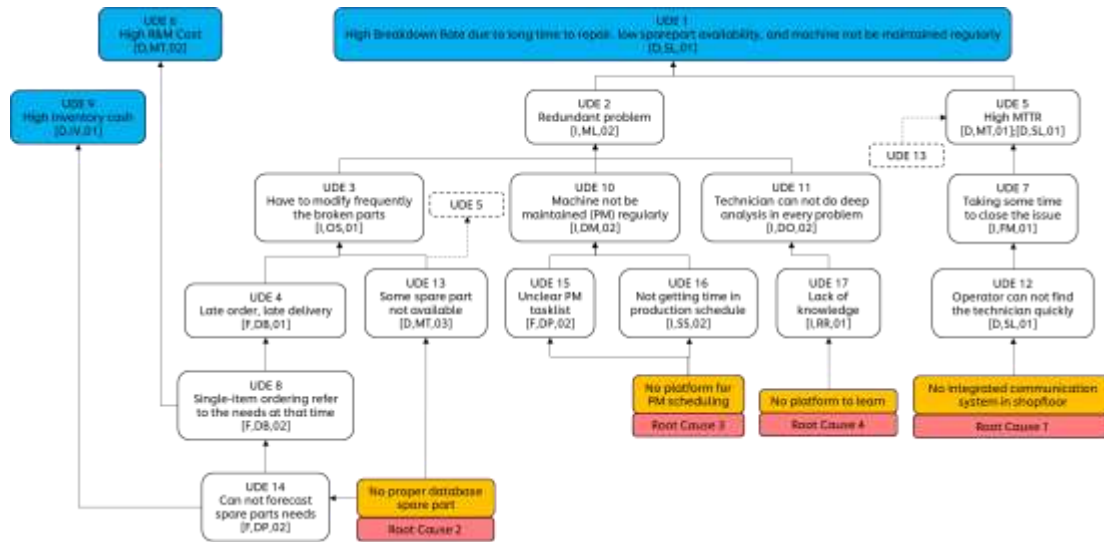 UDE 6
High R&M Cost
[D,MT,02]
UDE 1
High Breakdown Rate due to long time to repair, low sparepart availability, and machine not be maintained regularly
[D,SL,01]
UDE 9
High inventory cash
[D,IV,01]
UDE 2
Redundant problem
[I,ML,02]
UDE 5
High MTTR
[D,MT,01];[D,SL,01]
UDE 13
UDE 3
Have to modify frequently
the broken parts
[I,OS,01]
UDE 5
UDE 10
Machine not be
maintained (PM) regularly
[I,DM,02]
UDE 11
Technician can not do deep
analysis in every problem
[I,DO,02]
UDE 7
Taking some time
to close the issue
[I,FM,01]
UDE 4
Late order, late delivery
[F,DB,01]
UDE 13
Some spare part
not available
[D,MT,03]
UDE 15
Unclear PM
tasklist
[F,DP,02]
UDE 16
Not getting time in
production schedule
[I,SS,02]
UDE 17
Lack of
knowledge
[I,RR,01]
UDE 12
Operator can not find
the technician quickly
[D,SL,01]
UDE 8
Single-item ordering refer
to the needs at that time
[F,DB,02]
No platform for
PM scheduling
Root Cause 3
No platform to learn
Root Cause 4
No integrated communication
system in shopfloor
Root Cause 1
UDE 14
Can not forecast
spare parts needs
[F,DP,02]
No proper database
spare part
Root Cause 2